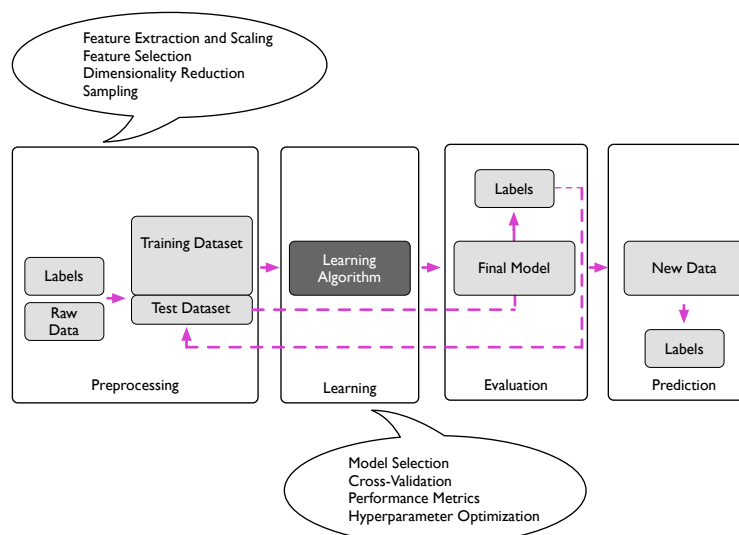 Feature Extraction and Scaling
Feature Selection
Dimensionality Reduction
Sampling
Labels
Raw
Data
Training Dataset
Test Dataset
Preprocessing
Learning
Algorithm
Learning
Labels
Final Model
Evaluation
New Data
Labels
Prediction
Model Selection
Cross-Validation
Performance Metrics
Hyperparameter Optimization